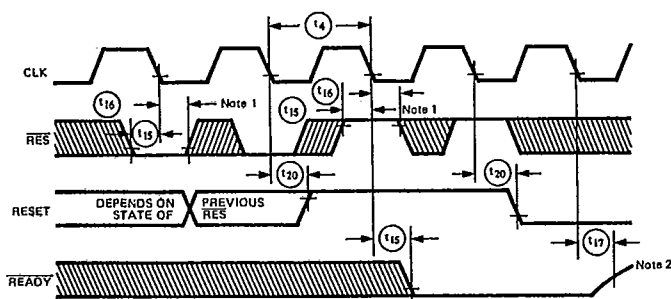 t4
CLK
t16
t15
Note 1
t16
t15
Note 1
RES
t20
t20
RESET
DEPENDS ON PREVIOUS
STATE OF RES
t15
t17
READY
Note 2